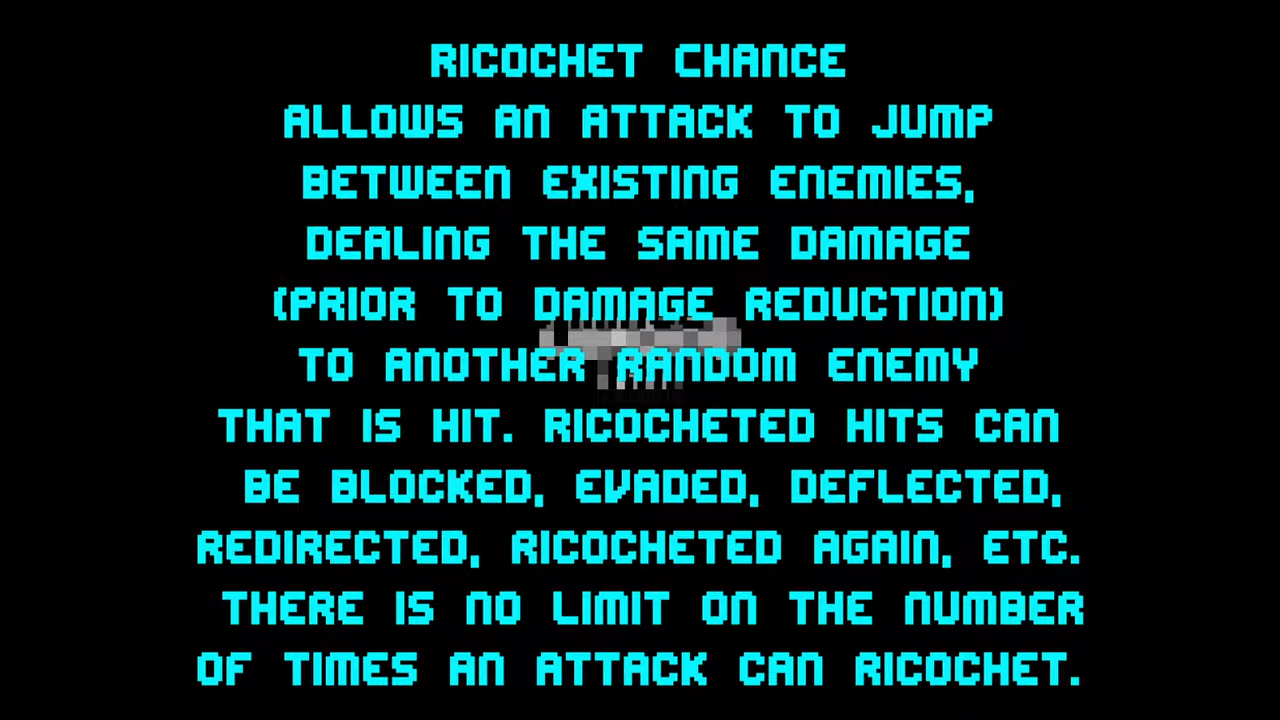 RICOCHET CHANCE
ALLOWS AN ATTACK TO JUMP
BETWEEN EXISTING ENEMIES,
DEALING THE SAME DAMAGE
(PRIOR TO DAMAGE REDUCTION)
TO ANOTHER RANDOM ENEMY
THAT IS HIT. RICOCHETED HITS CAN
BE BLOCKED, EVADED, DEFLECTED,
REDIRECTED, RICOCHETED AGAIN, ETC.
THERE IS NO LIMIT ON THE NUMBER
OF TIMES AN ATTACK CAN RICOCHET.